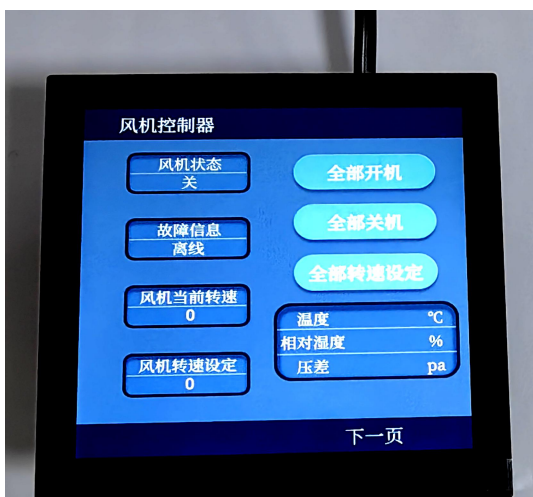 风机控制器
风机状态
关
全部开机
故障信息
离线
全部关机
全部转速设定
风机当前转速
0
温度 ℃
相对湿度 %
压差 pa
风机转速设定
0
下一页